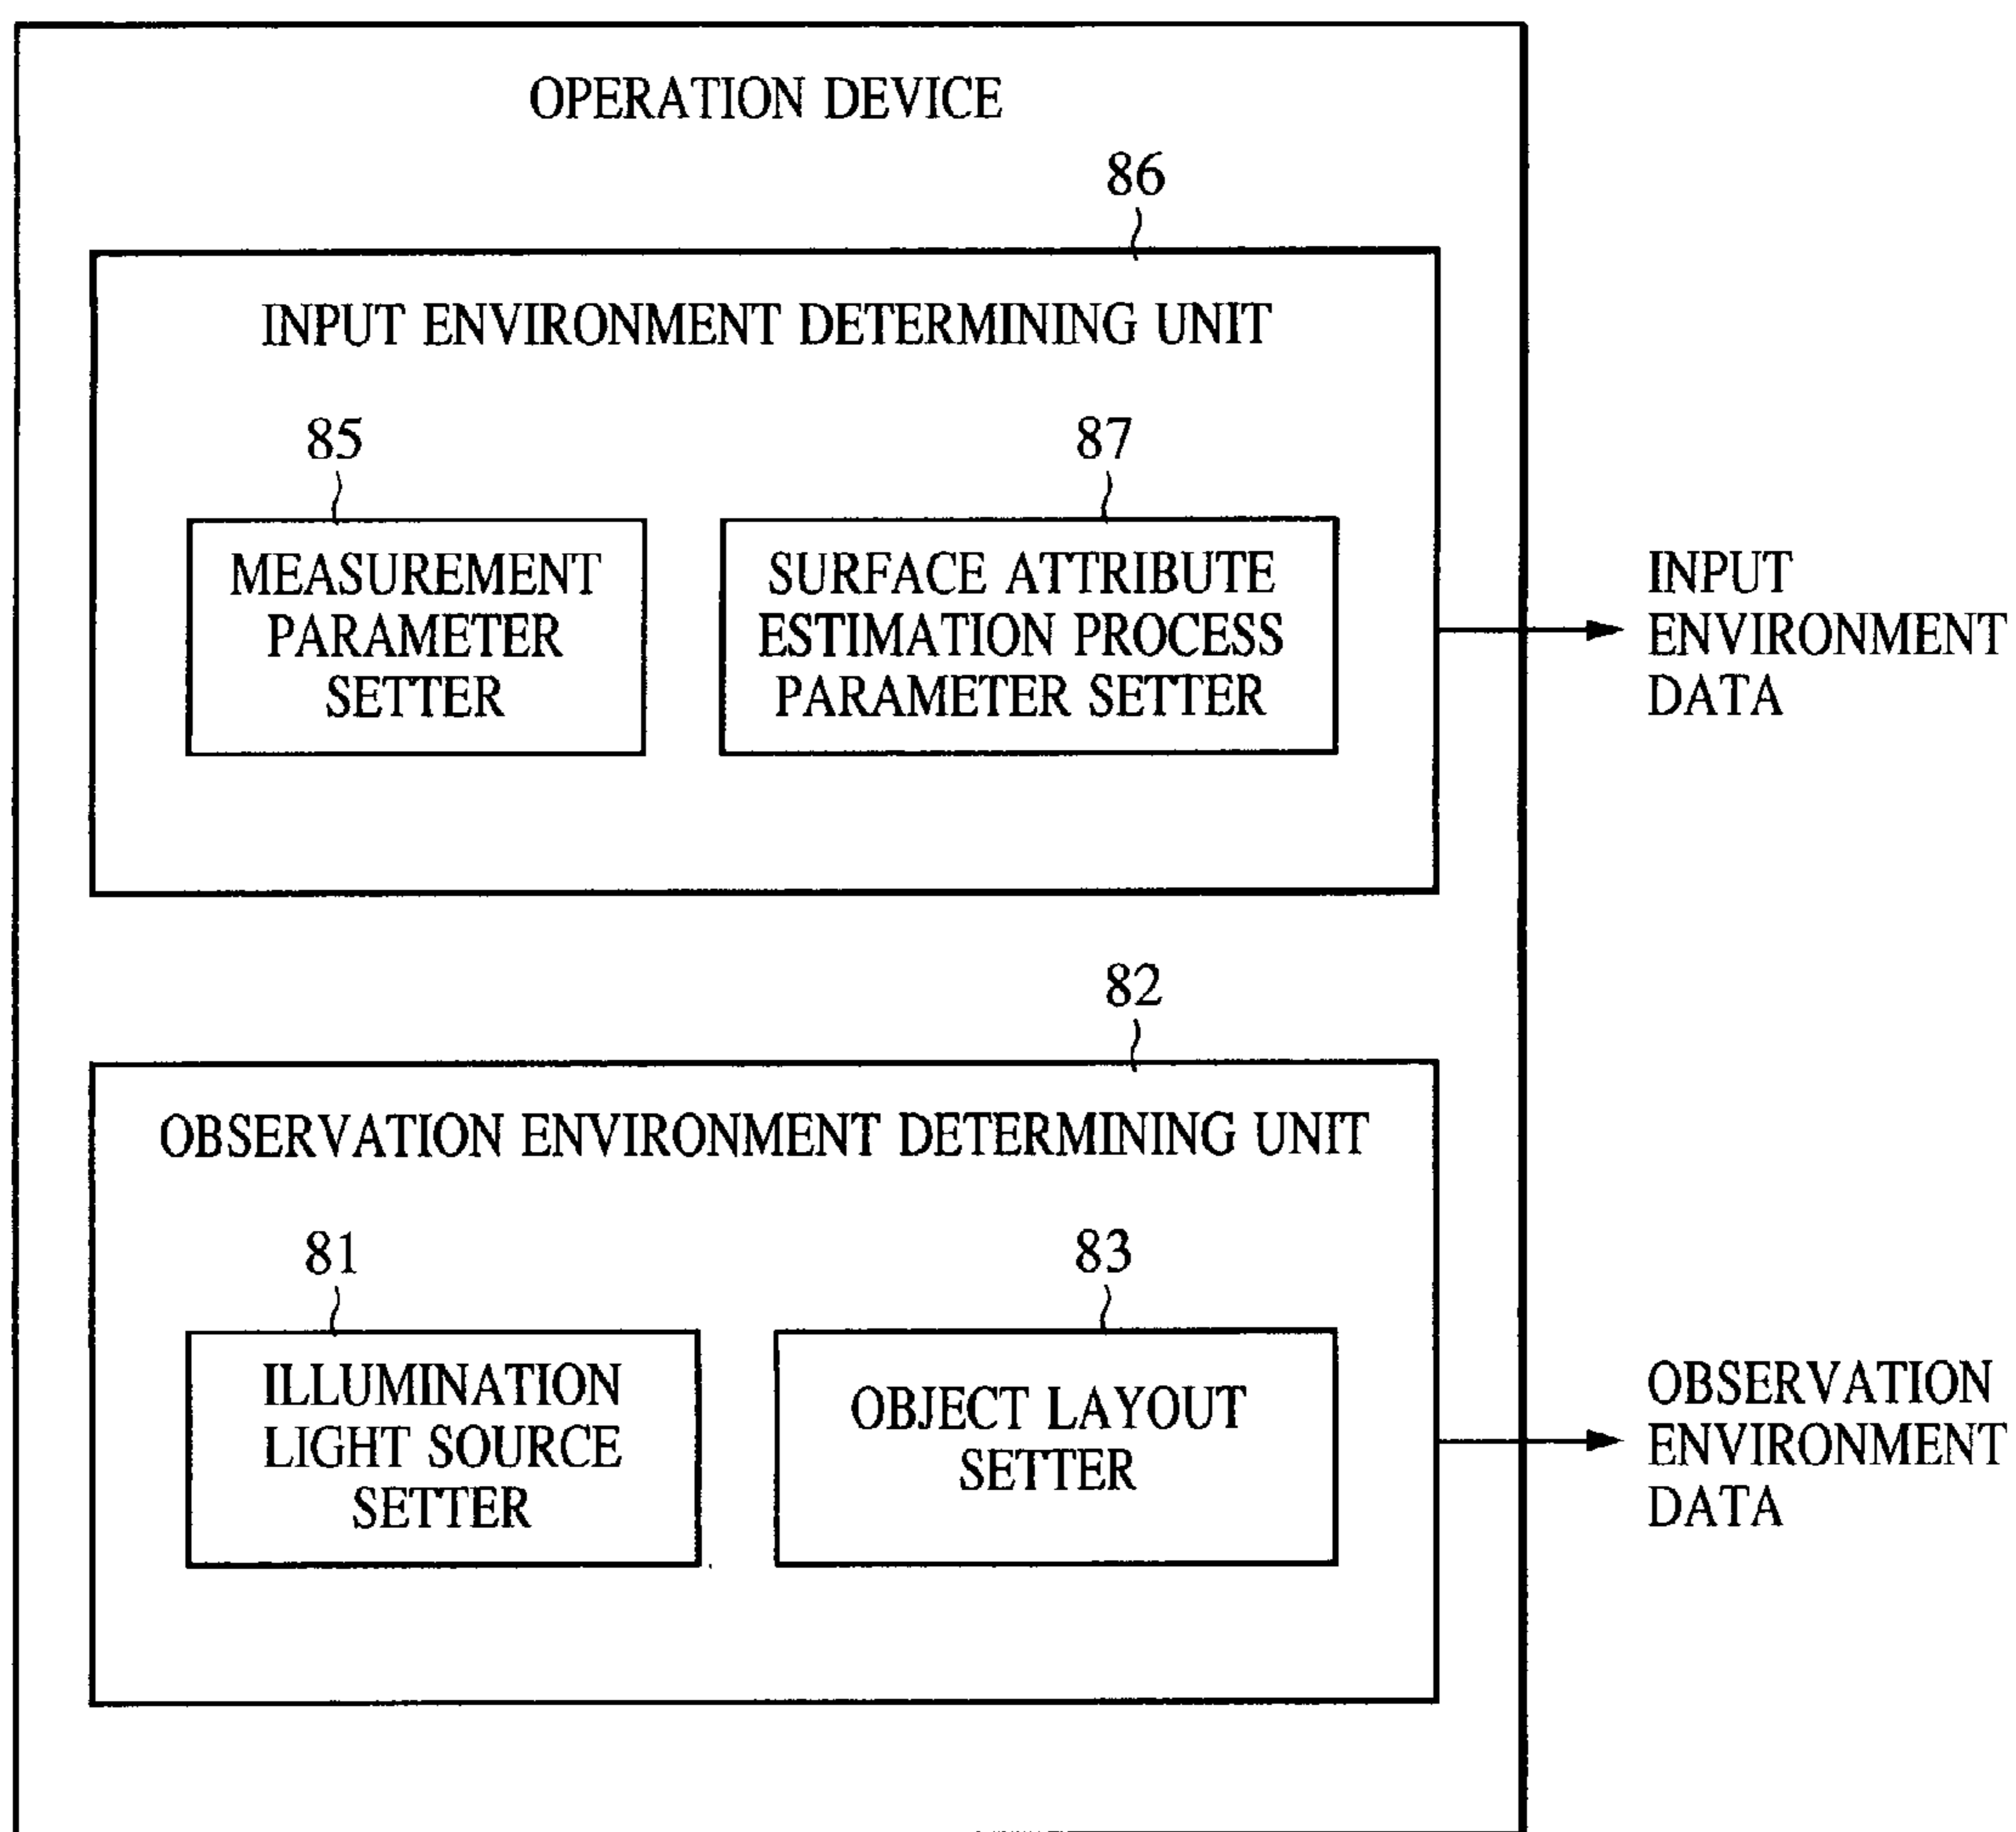 OPERATION DEVICE
86
INPUT ENVIRONMENT DETERMINING UNIT
85
MEASUREMENT
PARAMETER
SETTER
87
SURFACE ATTRIBUTE
ESTIMATION PROCESS
PARAMETER SETTER
INPUT
ENVIRONMENT
DATA
82
OBSERVATION ENVIRONMENT DETERMINING UNIT
81
ILLUMINATION
LIGHT SOURCE
SETTER
83
OBJECT LAYOUT
SETTER
OBSERVATION
ENVIRONMENT
DATA